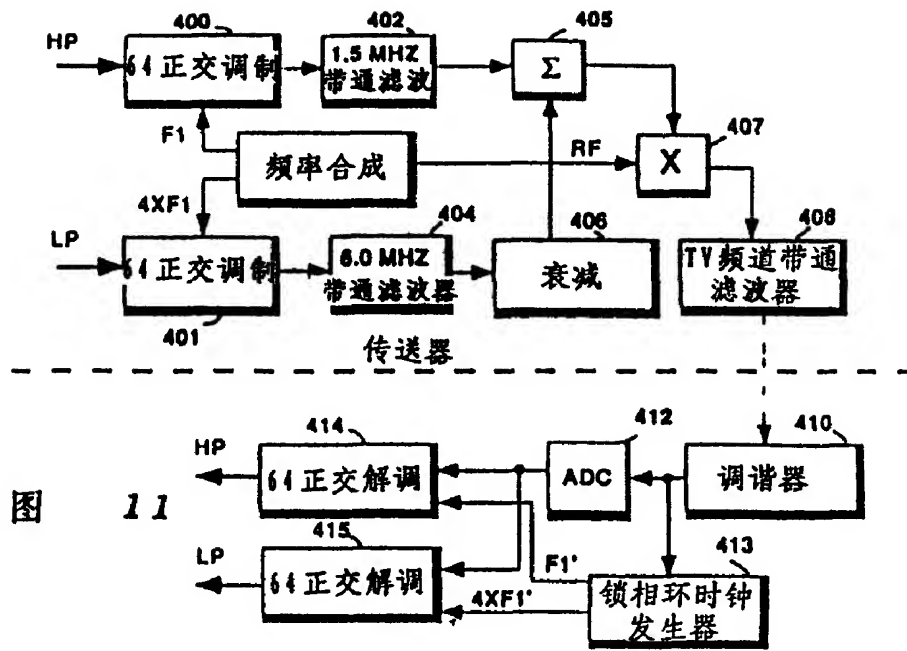 400
402
405
HP
64正交调制
1.5 MHZ
带通滤波
Σ
407
F1
频率合成
RF
X
4XF1
404
406
408
LP
64正交调制
6.0 MHZ
带通滤波器
衰减
TV频道带通
滤波器
401
传送器
414
412
410
HP
64正交解调
ADC
调谐器
图 11
415
413
LP
64正交解调
F1'
4XF1'
锁相环时钟
发生器